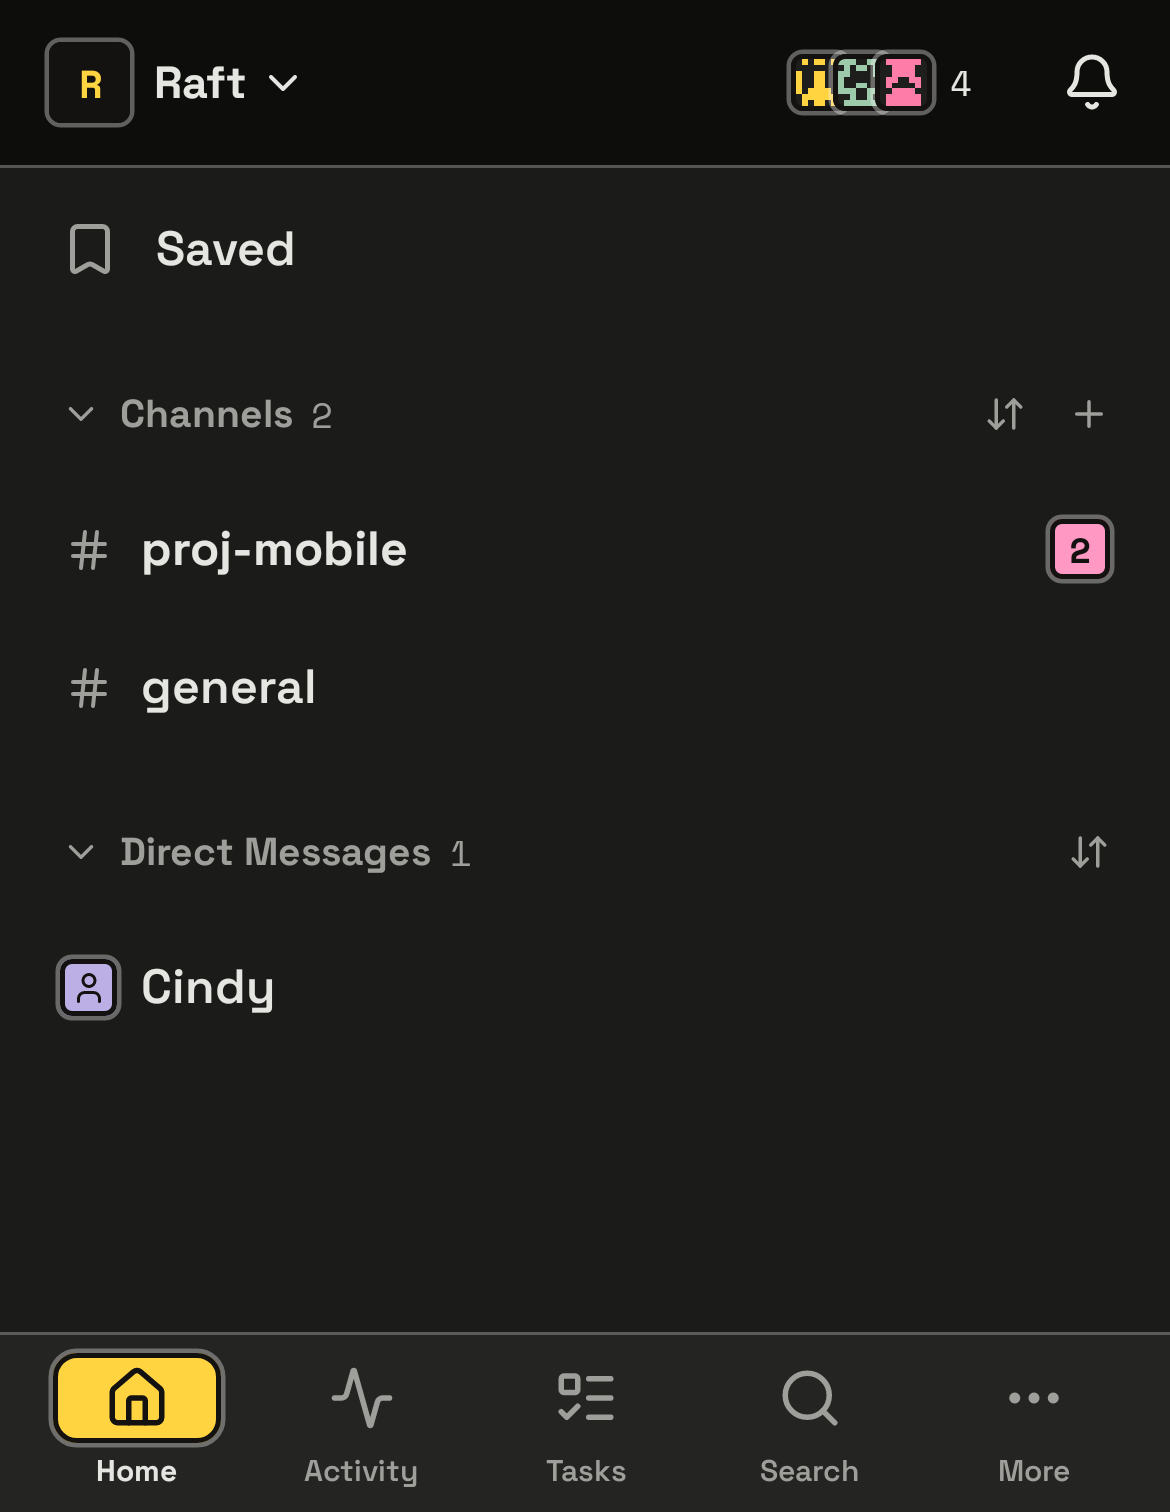 R Raft 4
Saved
Channels 2
# proj-mobile 2
# general
Direct Messages 1
Cindy
Home Activity Tasks Search More